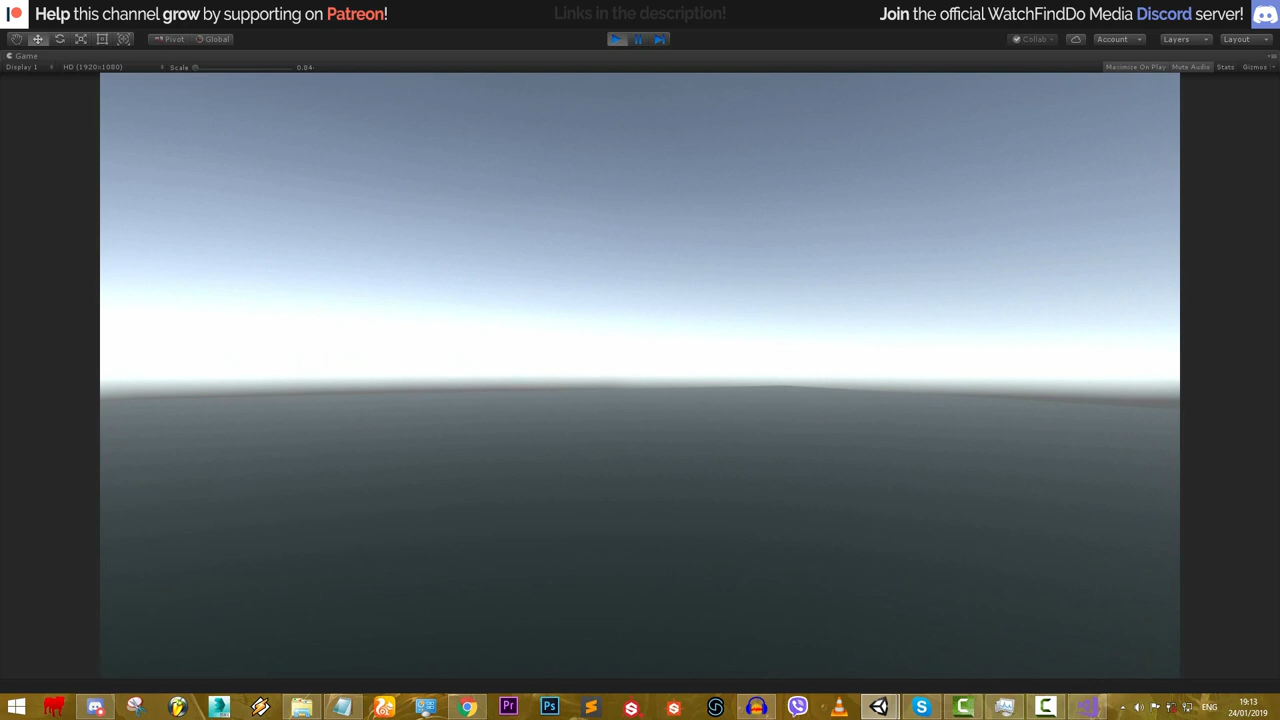 Help this channel grow by supporting on Patreon!
Links in the description!
Join the official WatchFindDo Media Discord server!
Pivot
Global
Collab
Account
Layers
Layout
Game
Display 1
HD (1920x1080)
Scale
0.84
Maximize On Play
Mute Audio
Stats
Gizmos
ENG
19:13
24/01/2019